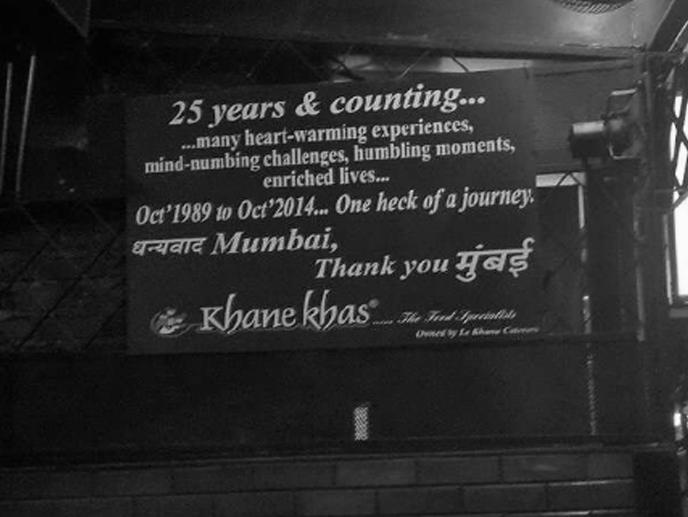 25 years & counting...
...many heart-warming experiences,
mind-numbing challenges, humbling moments,
enriched lives...
Oct'1989 to Oct'2014... One heck of a journey.
धन्यवाद Mumbai,
Thank you मुंबई
Khane khas® ..... The Food Specialists
Owned by Le Khana Caterers